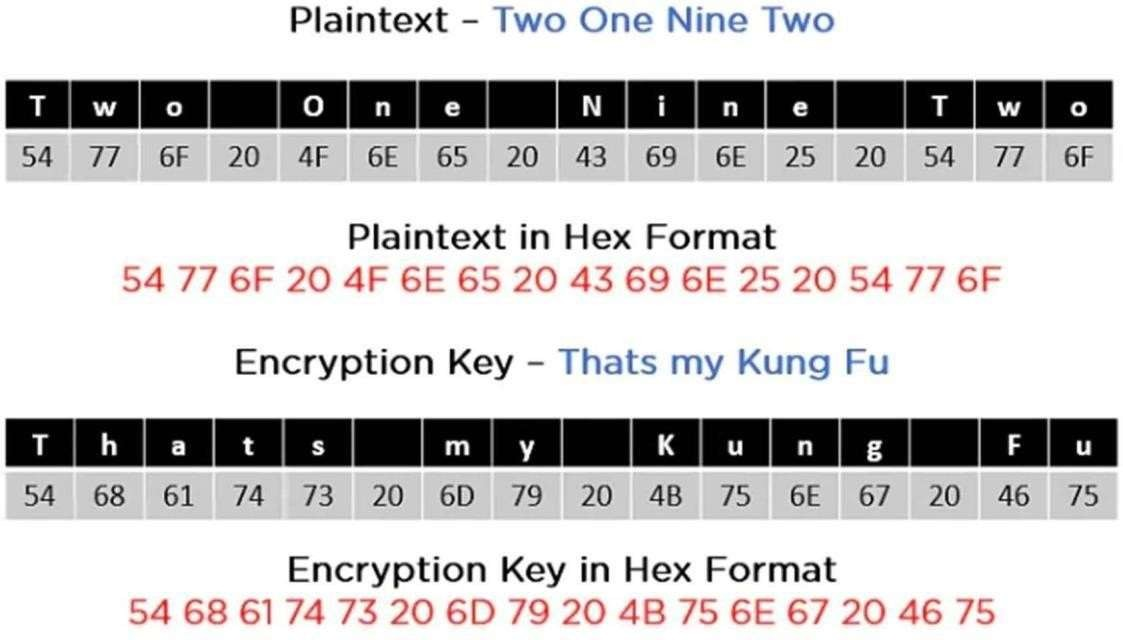 Plaintext – Two One Nine Two
T w o O n e N i n e T w o
54 77 6F 20 4F 6E 65 20 43 69 6E 25 20 54 77 6F
Plaintext in Hex Format
54 77 6F 20 4F 6E 65 20 43 69 6E 25 20 54 77 6F
Encryption Key – Thats my Kung Fu
T h a t s m y K u n g F u
54 68 61 74 73 20 6D 79 20 4B 75 6E 67 20 46 75
Encryption Key in Hex Format
54 68 61 74 73 20 6D 79 20 4B 75 6E 67 20 46 75